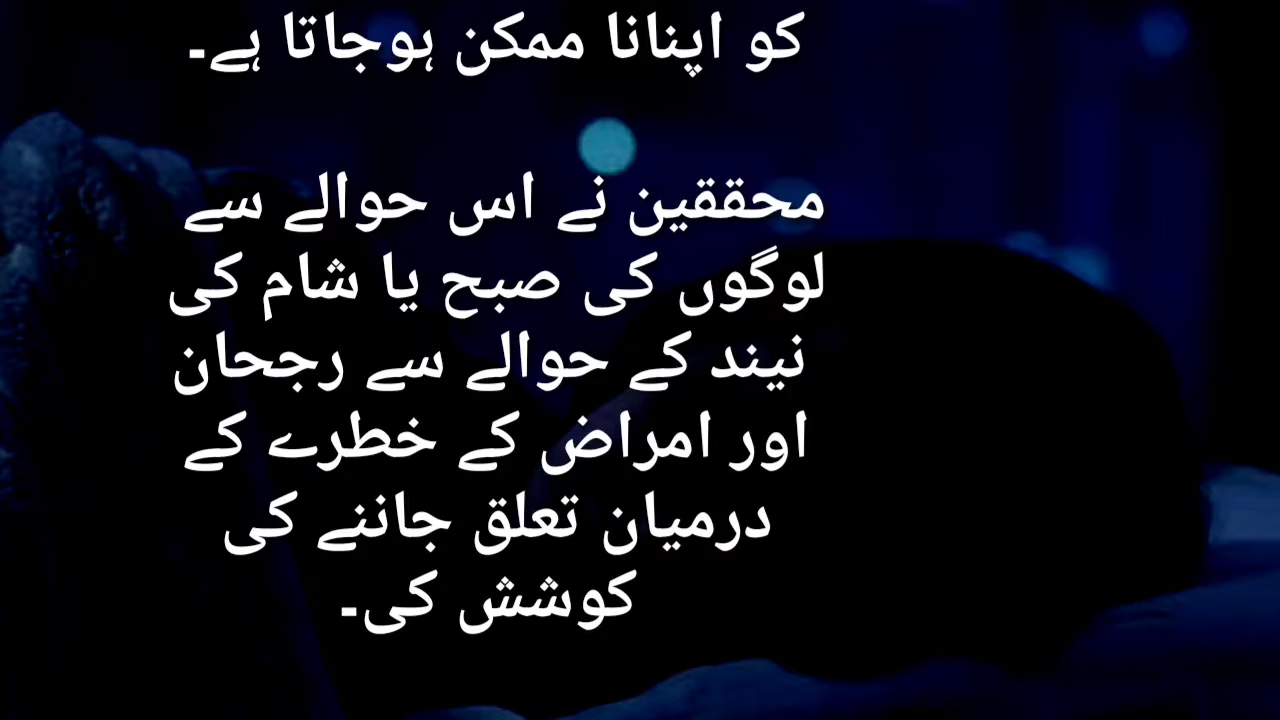 کو اپنانا ممکن ہوجاتا ہے۔
محققین نے اس حوالے سے
لوگوں کی صبح یا شام کی
نیند کے حوالے سے رجحان
اور امراض کے خطرے کے
درمیان تعلق جاننے کی
کوشش کی۔